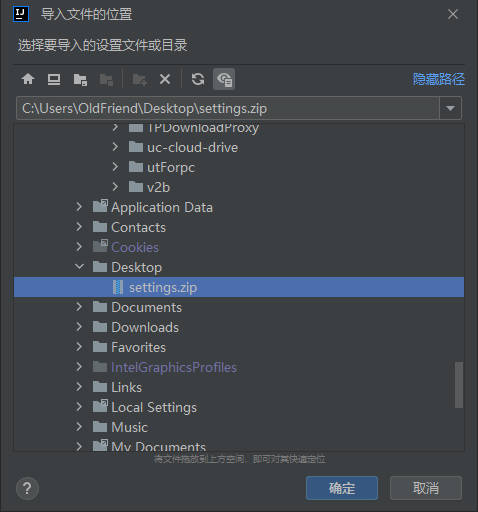 IJ
导入文件的位置
选择要导入的设置文件或目录
隐藏路径
C:\Users\OldFriend\Desktop\settings.zip
TPDownloadProxy
uc-cloud-drive
utForpc
v2b
Application Data
Contacts
Cookies
Desktop
settings.zip
Documents
Downloads
Favorites
IntelGraphicsProfiles
Links
Local Settings
Music
My Documents
将文件拖放到上方空间，即可对其快速定位
?
确定
取消